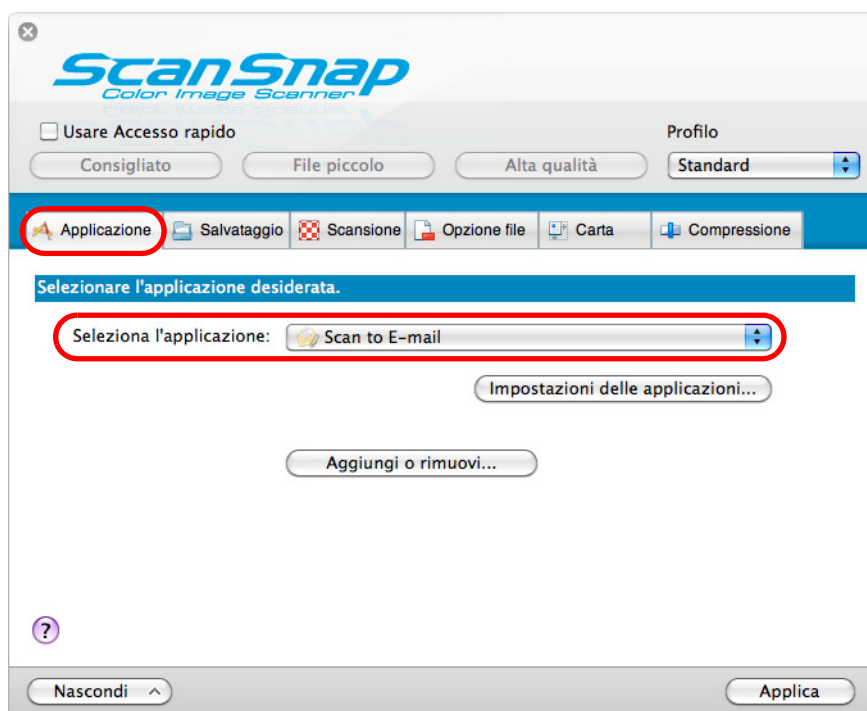 ScanSnap
Color Image Scanner
Usare Accesso rapido
Profilo
Consigliato File piccolo Alta qualità Standard
Applicazione Salvataggio Scansione Opzione file Carta Compressione
Selezionare l'applicazione desiderata.
Seleziona l'applicazione: Scan to E-mail
Impostazioni delle applicazioni...
Aggiungi o rimuovi...
?
Nascondi Applica